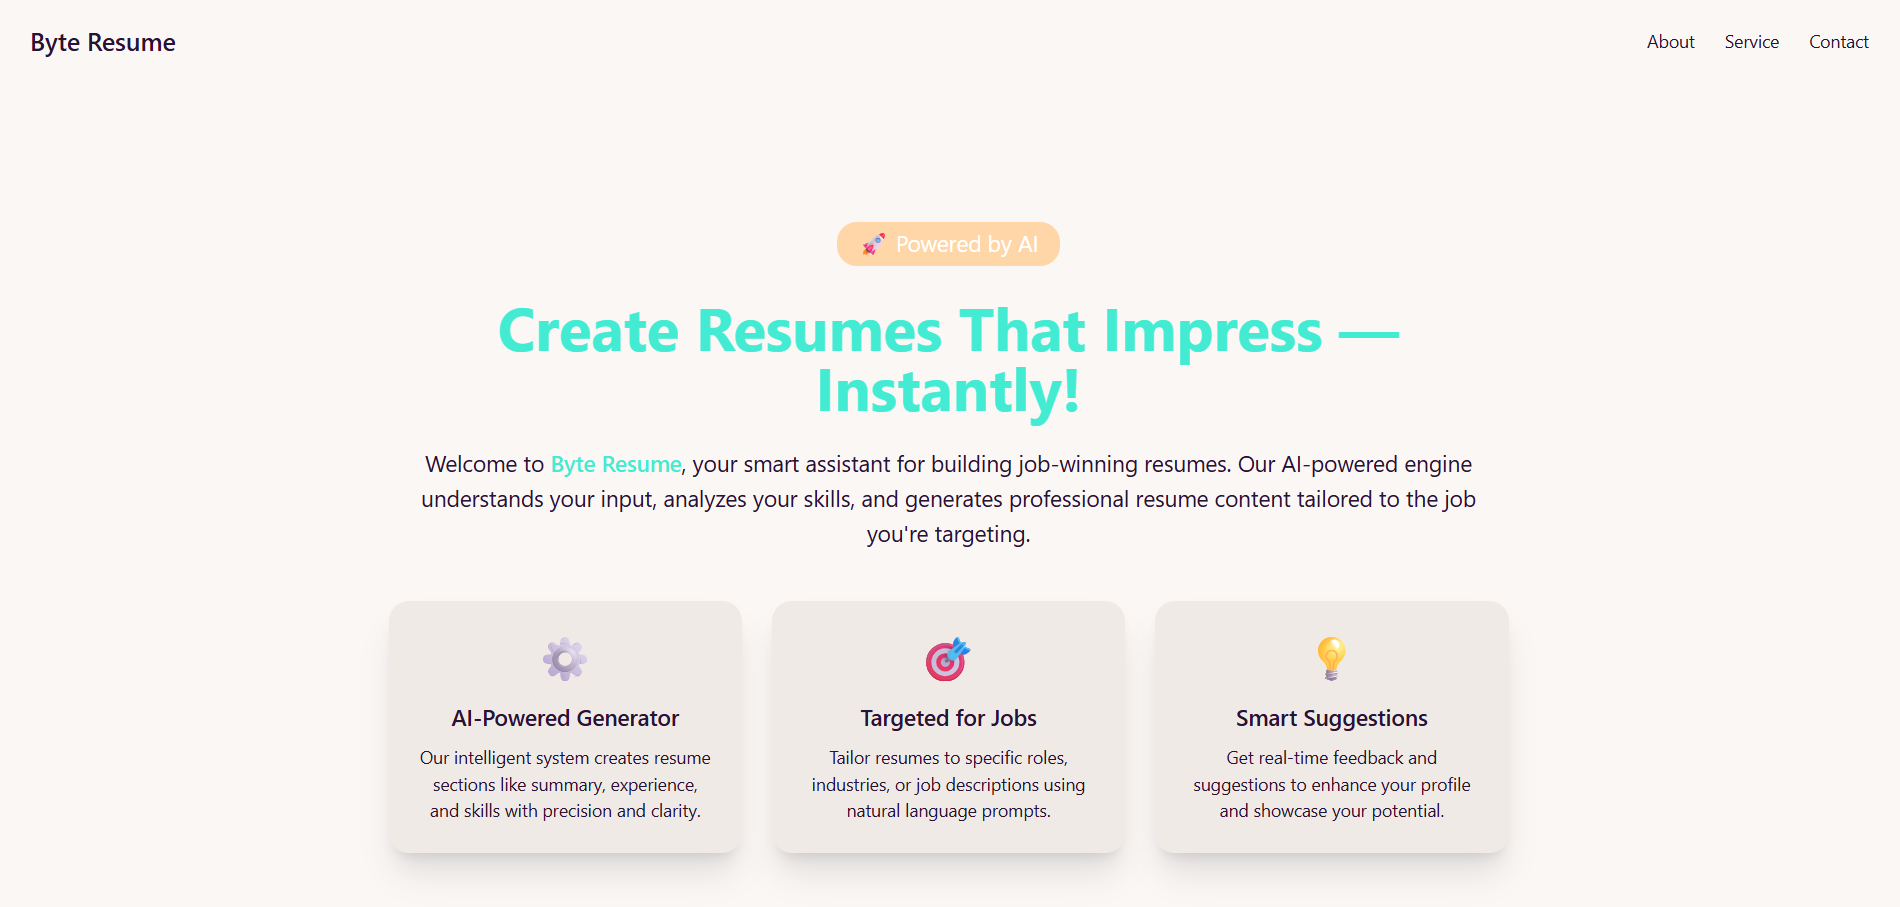 Byte Resume
About Service Contact
🚀 Powered by AI
Create Resumes That Impress —
Instantly!
Welcome to Byte Resume, your smart assistant for building job-winning resumes. Our AI-powered engine
understands your input, analyzes your skills, and generates professional resume content tailored to the job
you're targeting.
AI-Powered Generator
Our intelligent system creates resume
sections like summary, experience,
and skills with precision and clarity.
Targeted for Jobs
Tailor resumes to specific roles,
industries, or job descriptions using
natural language prompts.
Smart Suggestions
Get real-time feedback and
suggestions to enhance your profile
and showcase your potential.